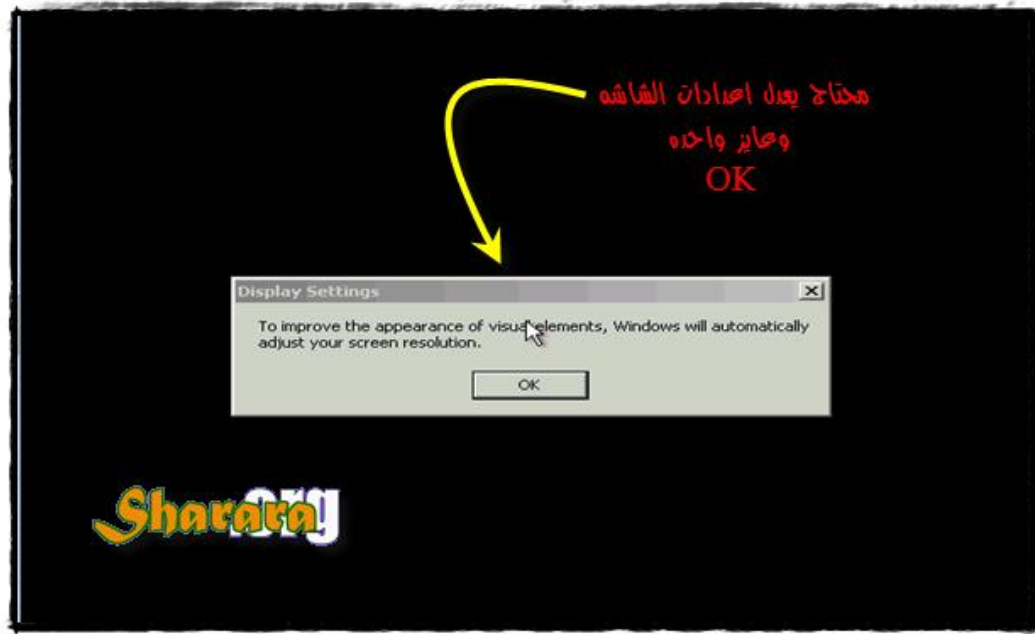 محتاج يعدل اعدادات الشاشه
وعايز واحده
OK
Display Settings
To improve the appearance of visual elements, Windows will automatically
adjust your screen resolution.
OK
Sharara.org